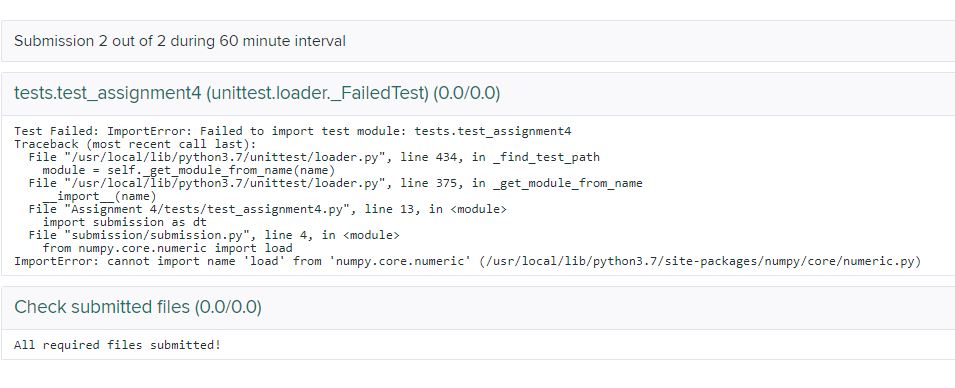 Submission 2 out of 2 during 60 minute interval
tests.test_assignment4 (unittest.loader._FailedTest) (0.0/0.0)
Test Failed: ImportError: Failed to import test module: tests.test_assignment4
Traceback (most recent call last):
  File "/usr/local/lib/python3.7/unittest/loader.py", line 434, in _find_test_path
    module = self._get_module_from_name(name)
  File "/usr/local/lib/python3.7/unittest/loader.py", line 375, in _get_module_from_name
    __import__(name)
  File "Assignment 4/tests/test_assignment4.py", line 13, in <module>
    import submission as dt
  File "submission/submission.py", line 4, in <module>
    from numpy.core.numeric import load
ImportError: cannot import name 'load' from 'numpy.core.numeric' (/usr/local/lib/python3.7/site-packages/numpy/core/numeric.py)
Check submitted files (0.0/0.0)
All required files submitted!